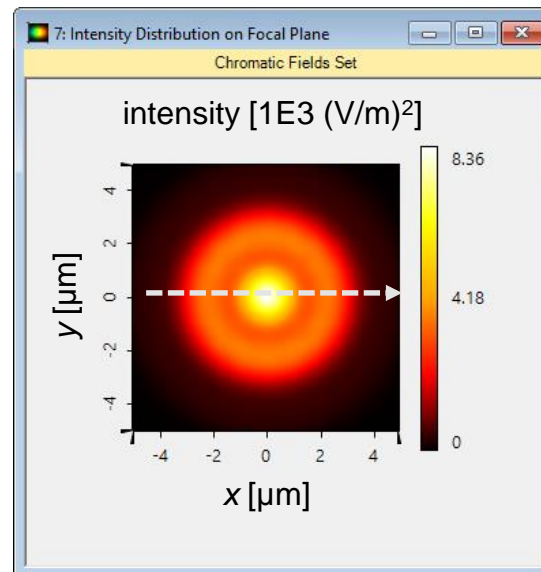 7: Intensity Distribution on Focal Plane
Chromatic Fields Set
intensity [1E3 (V/m)²]
8.36
4.18
0
y [µm]
4
2
0
-2
-4
-4
-2
0
2
4
x [µm]